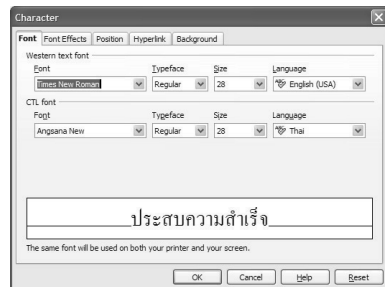 Character
Font Font Effects Position Hyperlink Background
Western text font
Font Typeface Size Language
Times New Roman Regular 28 English (USA)
CTL font
Font Typeface Size Language
Angsana New Regular 28 Thai
ประสบความสำเร็จ
The same font will be used on both your printer and your screen.
OK Cancel Help Reset